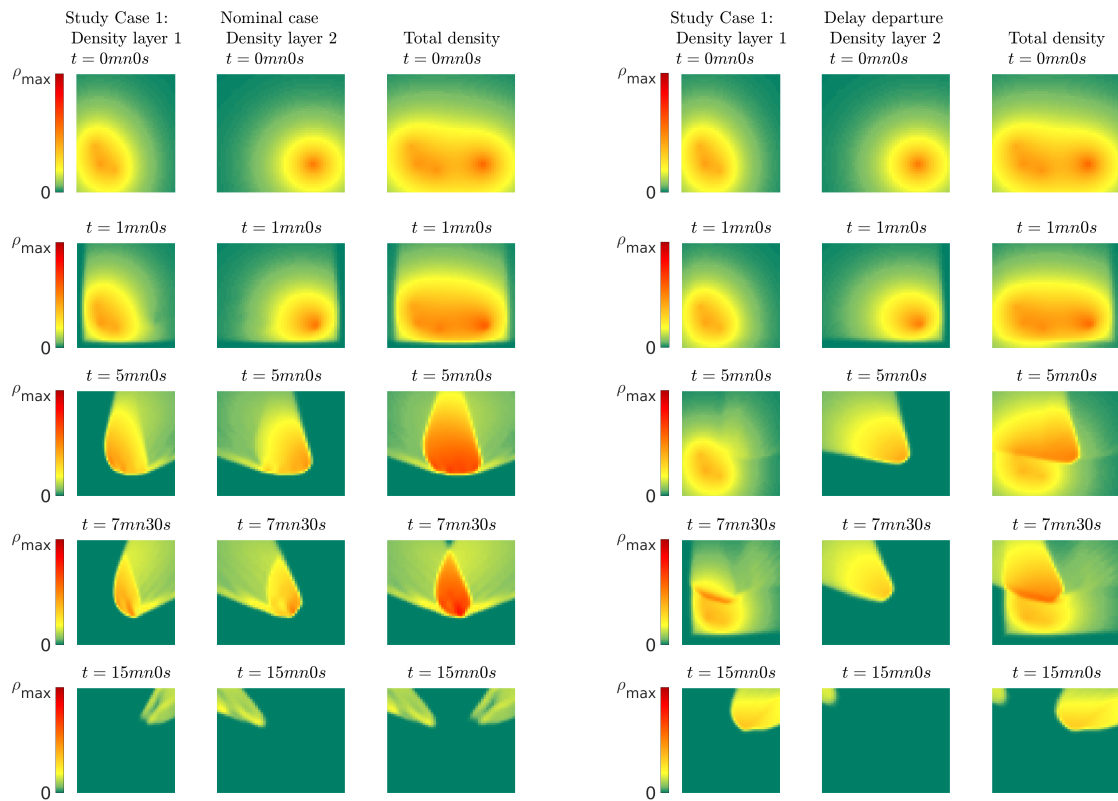 Study Case 1: Nominal case
Density layer 1 Density layer 2 Total density
t = 0mn0s t = 0mn0s t = 0mn0s
ρmax
0
t = 1mn0s t = 1mn0s t = 1mn0s
ρmax
0
t = 5mn0s t = 5mn0s t = 5mn0s
ρmax
0
t = 7mn30s t = 7mn30s t = 7mn30s
ρmax
0
t = 15mn0s t = 15mn0s t = 15mn0s
ρmax
0
Study Case 1: Delay departure
Density layer 1 Density layer 2 Total density
t = 0mn0s t = 0mn0s t = 0mn0s
ρmax
0
t = 1mn0s t = 1mn0s t = 1mn0s
ρmax
0
t = 5mn0s t = 5mn0s t = 5mn0s
ρmax
0
t = 7mn30s t = 7mn30s t = 7mn30s
ρmax
0
t = 15mn0s t = 15mn0s t = 15mn0s
ρmax
0